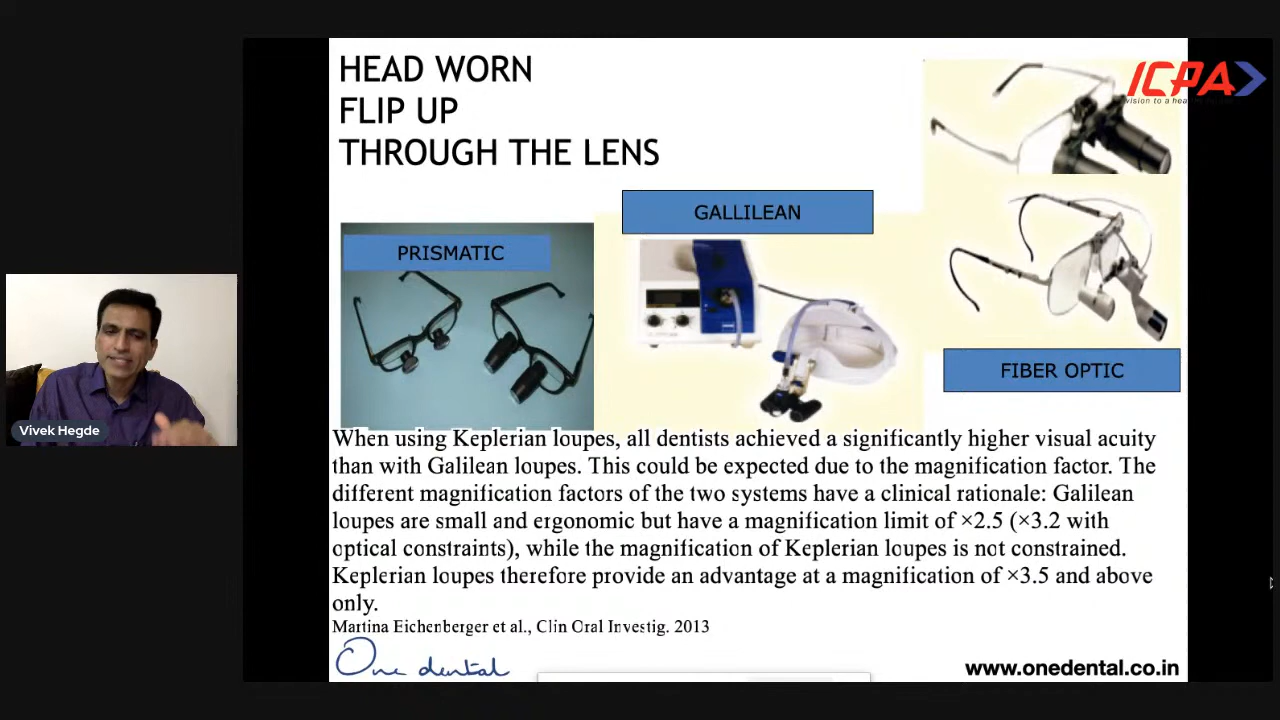 HEAD WORN
FLIP UP
THROUGH THE LENS
ICPA
GALLILEAN
PRISMATIC
FIBER OPTIC
Vivek Hegde
When using Keplerian loupes, all dentists achieved a significantly higher visual acuity
than with Galilean loupes. This could be expected due to the magnification factor. The
different magnification factors of the two systems have a clinical rationale: Galilean
loupes are small and ergonomic but have a magnification limit of ×2.5 (×3.2 with
optical constraints), while the magnification of Keplerian loupes is not constrained.
Keplerian loupes therefore provide an advantage at a magnification of ×3.5 and above
only.
Martina Eichenberger et al., Clin Oral Investig. 2013
One dental
www.onedental.co.in